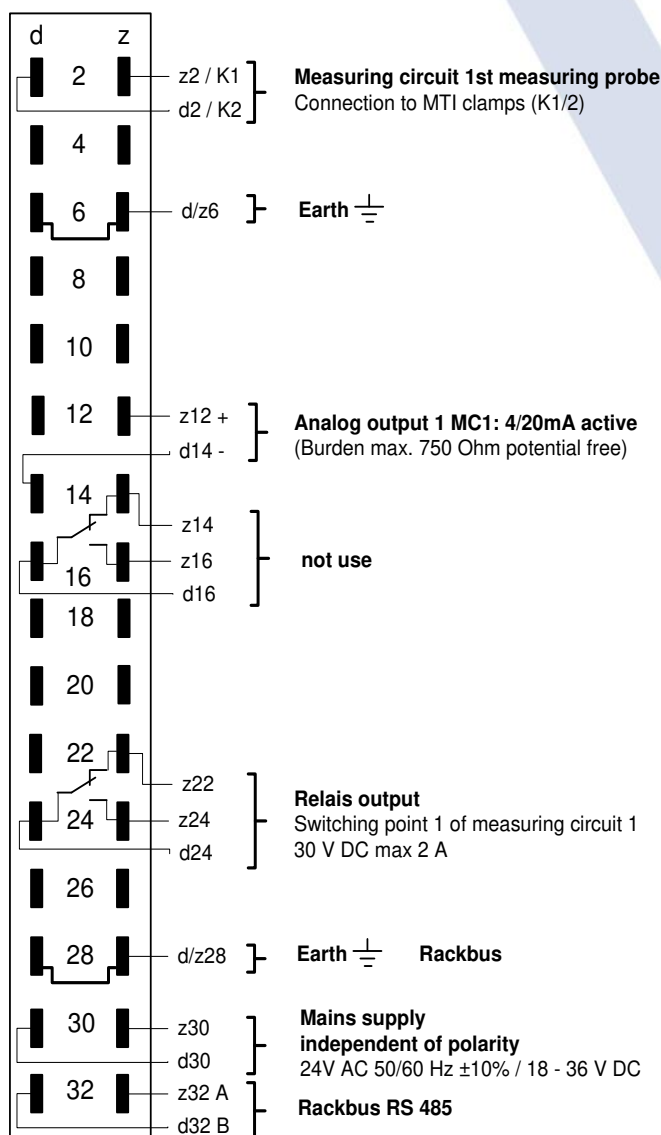 d z
2 z2 / K1 Measuring circuit 1st measuring probe
d2 / K2 Connection to MTI clamps (K1/2)
4
6 d/z6 Earth
8
10
12 z12 + Analog output 1 MC1: 4/20mA active
d14 - (Burden max. 750 Ohm potential free)
14
z14
z16 not use
16
d16
18
20
22
z22
Relais output
24 z24 Switching point 1 of measuring circuit 1
d24 30 V DC max 2 A
26
28 d/z28 Earth Rackbus
Mains supply
30 z30 independent of polarity
d30 24V AC 50/60 Hz ±10% / 18 - 36 V DC
32 z32 A Rackbus RS 485
d32 B